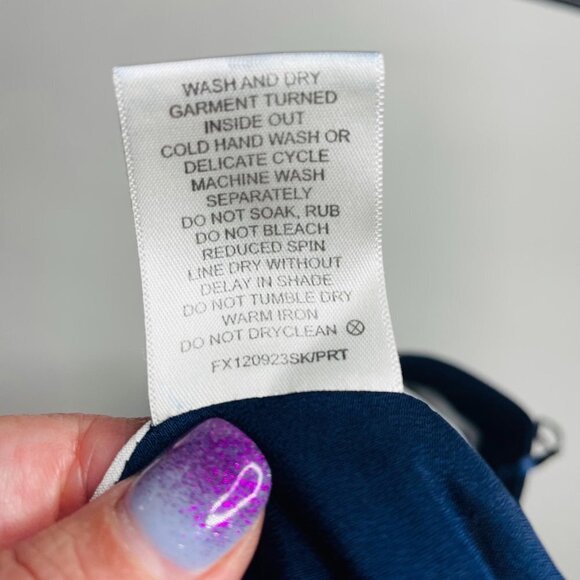 WASH AND DRY
GARMENT TURNED
INSIDE OUT
COLD HAND WASH OR
DELICATE CYCLE
MACHINE WASH
SEPARATELY
DO NOT SOAK, RUB
DO NOT BLEACH
REDUCED SPIN
LINE DRY WITHOUT
DELAY IN SHADE
DO NOT TUMBLE DRY
WARM IRON
DO NOT DRYCLEAN
FX120923SK/PRT